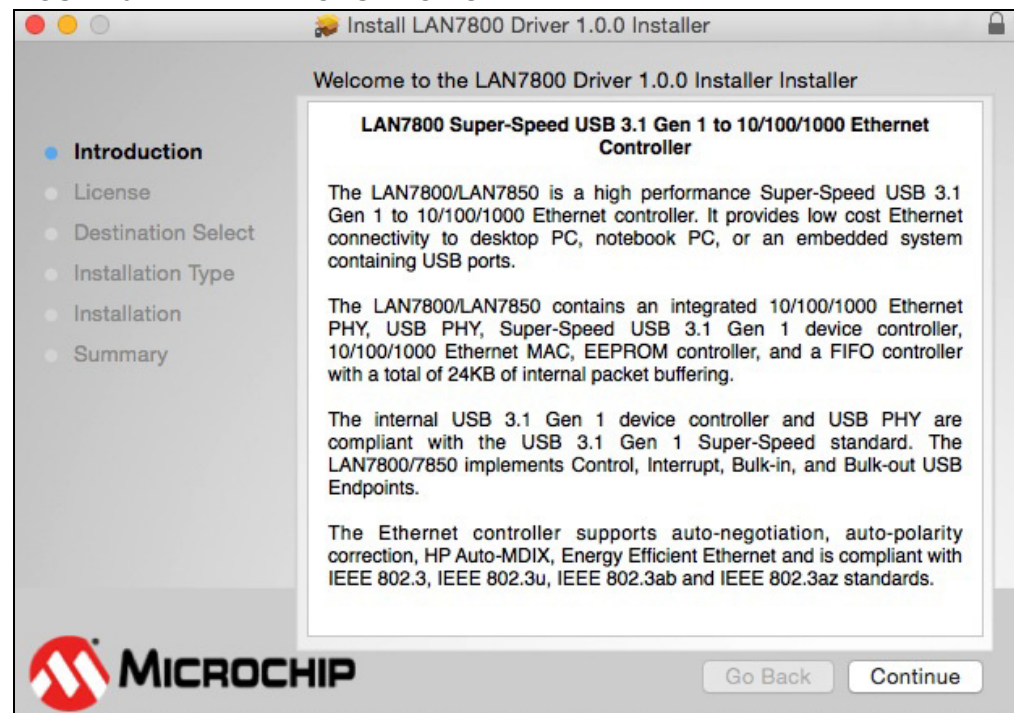 Install LAN7800 Driver 1.0.0 Installer
Welcome to the LAN7800 Driver 1.0.0 Installer Installer
Introduction
License
Destination Select
Installation Type
Installation
Summary
LAN7800 Super-Speed USB 3.1 Gen 1 to 10/100/1000 Ethernet
Controller
The LAN7800/LAN7850 is a high performance Super-Speed USB 3.1
Gen 1 to 10/100/1000 Ethernet controller. It provides low cost Ethernet
connectivity to desktop PC, notebook PC, or an embedded system
containing USB ports.
The LAN7800/LAN7850 contains an integrated 10/100/1000 Ethernet
PHY, USB PHY, Super-Speed USB 3.1 Gen 1 device controller,
10/100/1000 Ethernet MAC, EEPROM controller, and a FIFO controller
with a total of 24KB of internal packet buffering.
The internal USB 3.1 Gen 1 device controller and USB PHY are
compliant with the USB 3.1 Gen 1 Super-Speed standard. The
LAN7800/7850 implements Control, Interrupt, Bulk-in, and Bulk-out USB
Endpoints.
The Ethernet controller supports auto-negotiation, auto-polarity
correction, HP Auto-MDIX, Energy Efficient Ethernet and is compliant with
IEEE 802.3, IEEE 802.3u, IEEE 802.3ab and IEEE 802.3az standards.
MICROCHIP
Go Back
Continue